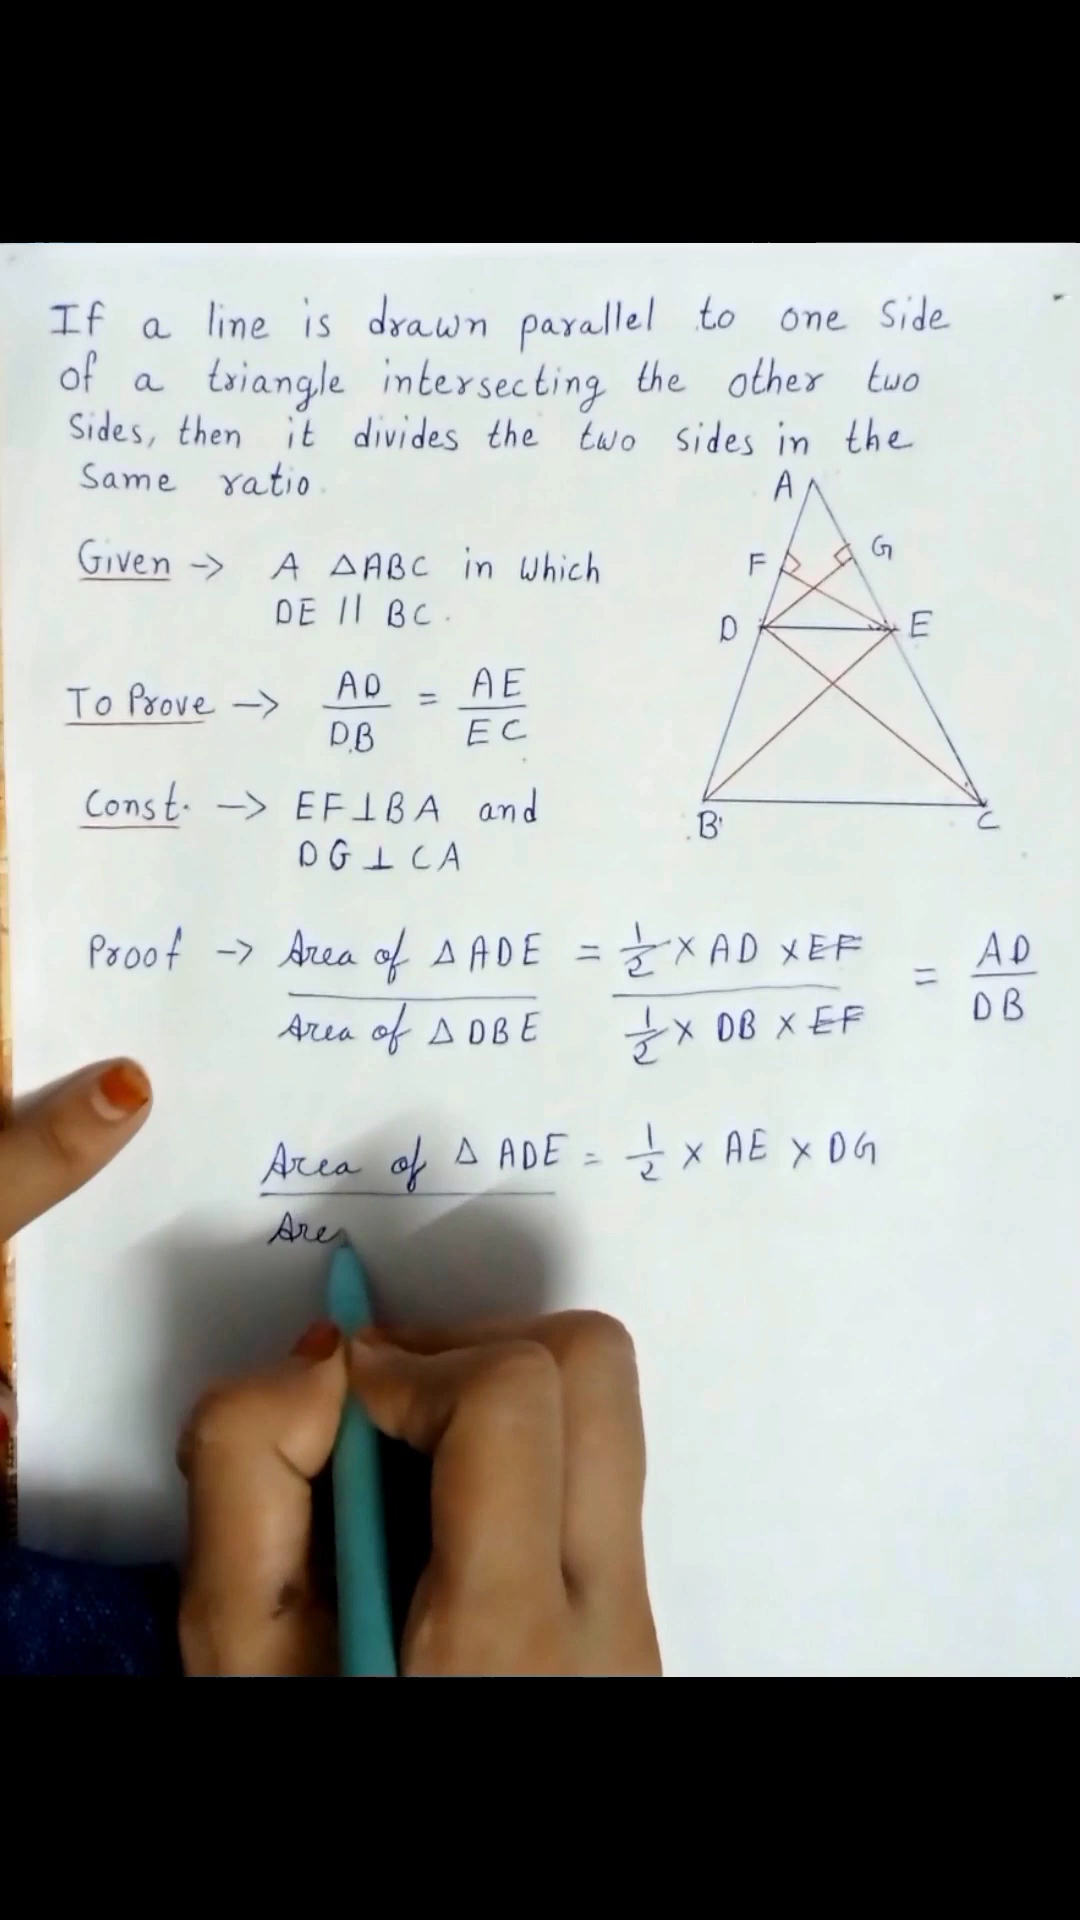 If a line is drawn parallel to one side
of a triangle intersecting the other two
sides, then it divides the two sides in the
same ratio.
A
G
F
Given -> A △ABC in which
DE || BC.
D
E
To Prove -> AD/DB = AE/EC
Const. -> EF⊥BA and
DG ⊥ CA
B
C
Proof -> Area of △ADE / Area of △DBE = 1/2 × AD × EF / 1/2 × DB × EF = AD/DB
Area of △ADE = 1/2 × AE × DG
Area